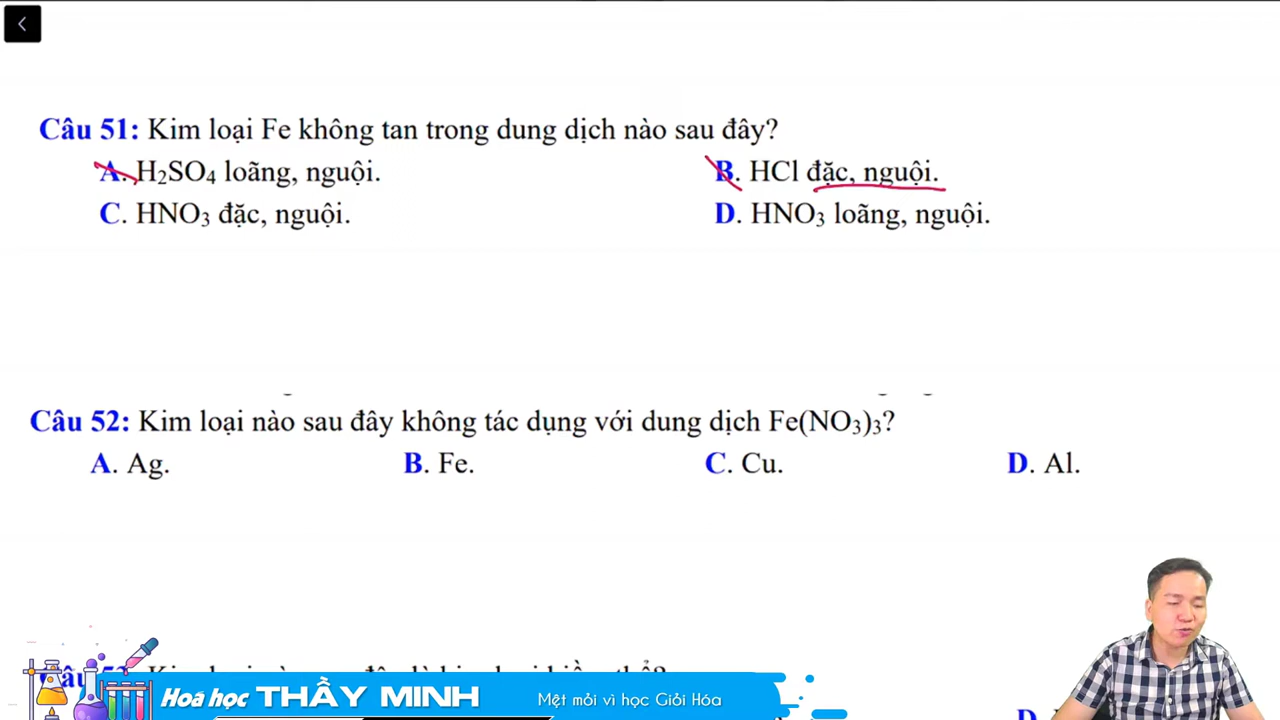 Câu 51: Kim loại Fe không tan trong dung dịch nào sau đây?
A. H₂SO₄ loãng, nguội.
B. HCl đặc, nguội.
C. HNO₃ đặc, nguội.
D. HNO₃ loãng, nguội.
Câu 52: Kim loại nào sau đây không tác dụng với dung dịch Fe(NO₃)₃?
A. Ag.
B. Fe.
C. Cu.
D. Al.
Hoá học THẦY MINH
Mệt mỏi vì học Giỏi Hóa
D.